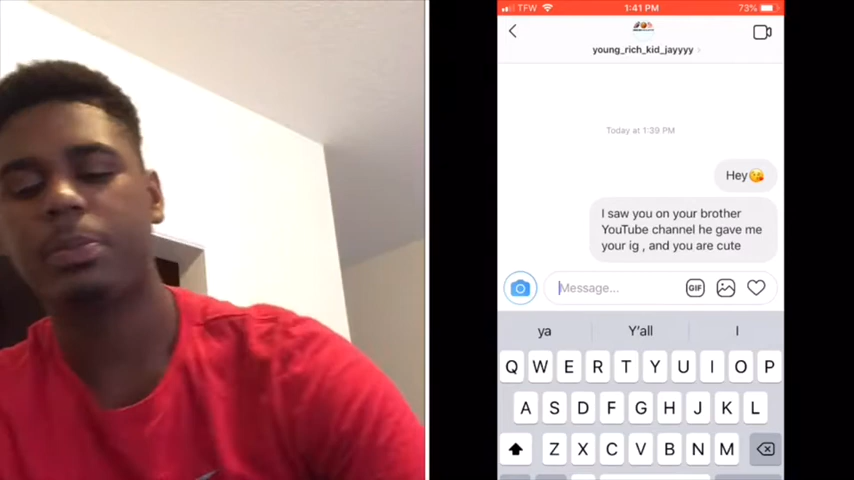 TFW 1:41 PM 73%
young_rich_kid_jayyyy
Today at 1:39 PM
Hey😘
I saw you on your brother
YouTube channel he gave me
your ig , and you are cute
Message... GIF
ya Y'all I
Q W E R T Y U I O P
A S D F G H J K L
Z X C V B N M